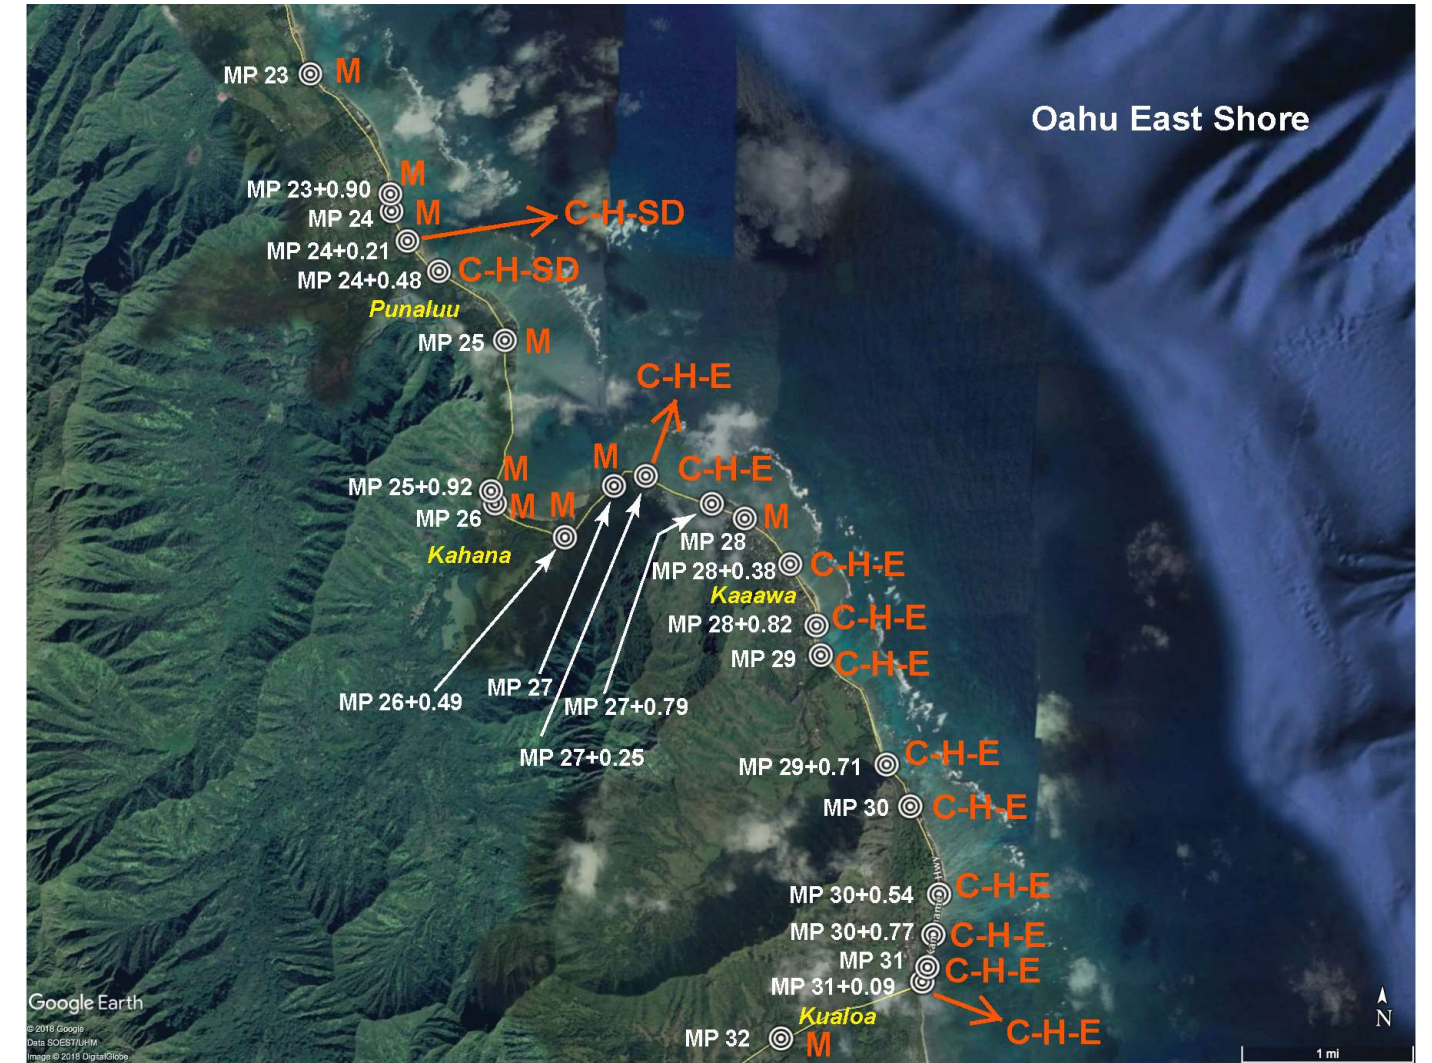 MP 23
M
Oahu East Shore
MP 23+0.90
M
MP 24
M
C-H-SD
MP 24+0.21
MP 24+0.48
C-H-SD
Punaluu
MP 25
M
C-H-E
MP 25+0.92
M
M
C-H-E
MP 26
M
M
M
Kahana
MP 28
MP 28+0.38
C-H-E
Kaaawa
MP 28+0.82
C-H-E
MP 29
C-H-E
MP 26+0.49
MP 27
MP 27+0.79
MP 27+0.25
MP 29+0.71
C-H-E
MP 30
C-H-E
Hwy
MP 30+0.54
C-H-E
MP 30+0.77
C-H-E
MP 31
C-H-E
MP 31+0.09
C-H-E
Kualoa
MP 32
M
Google Earth
© 2018 Google
Data SOEST/UHM
Image © 2018 DigitalGlobe
N
1 mi